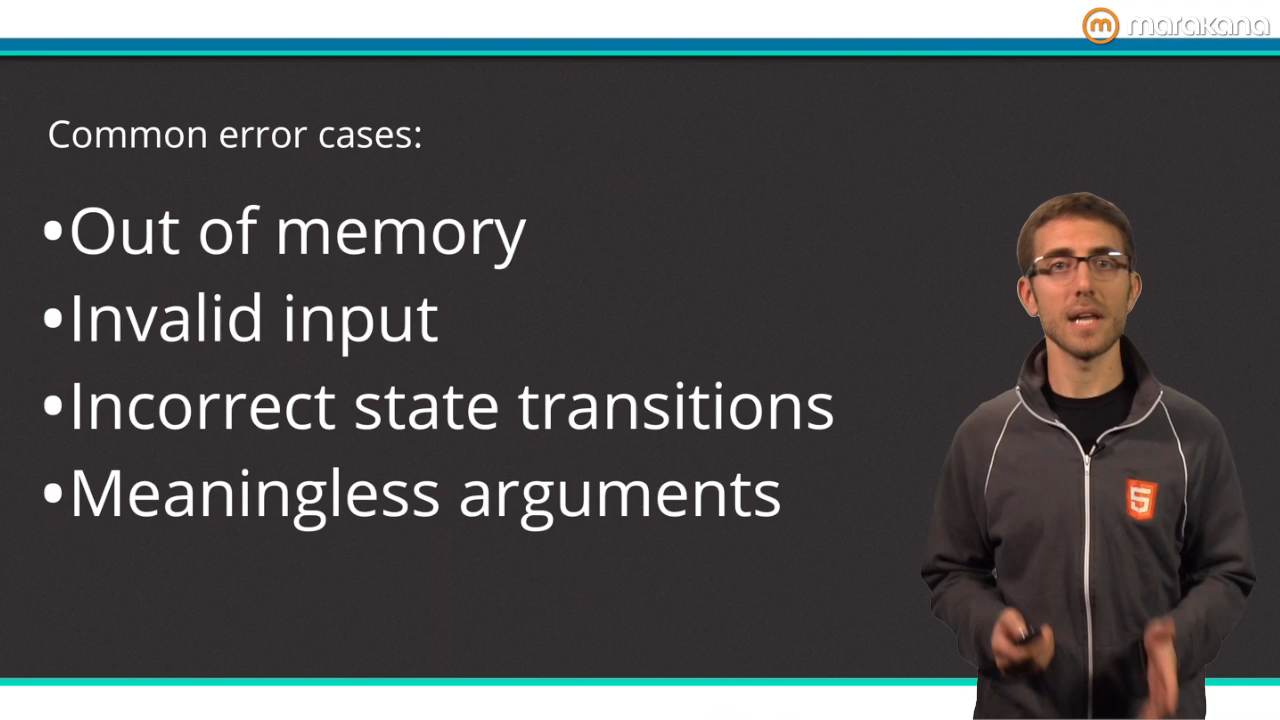 marakana
Common error cases:
•Out of memory
•Invalid input
•Incorrect state transitions
•Meaningless arguments
5